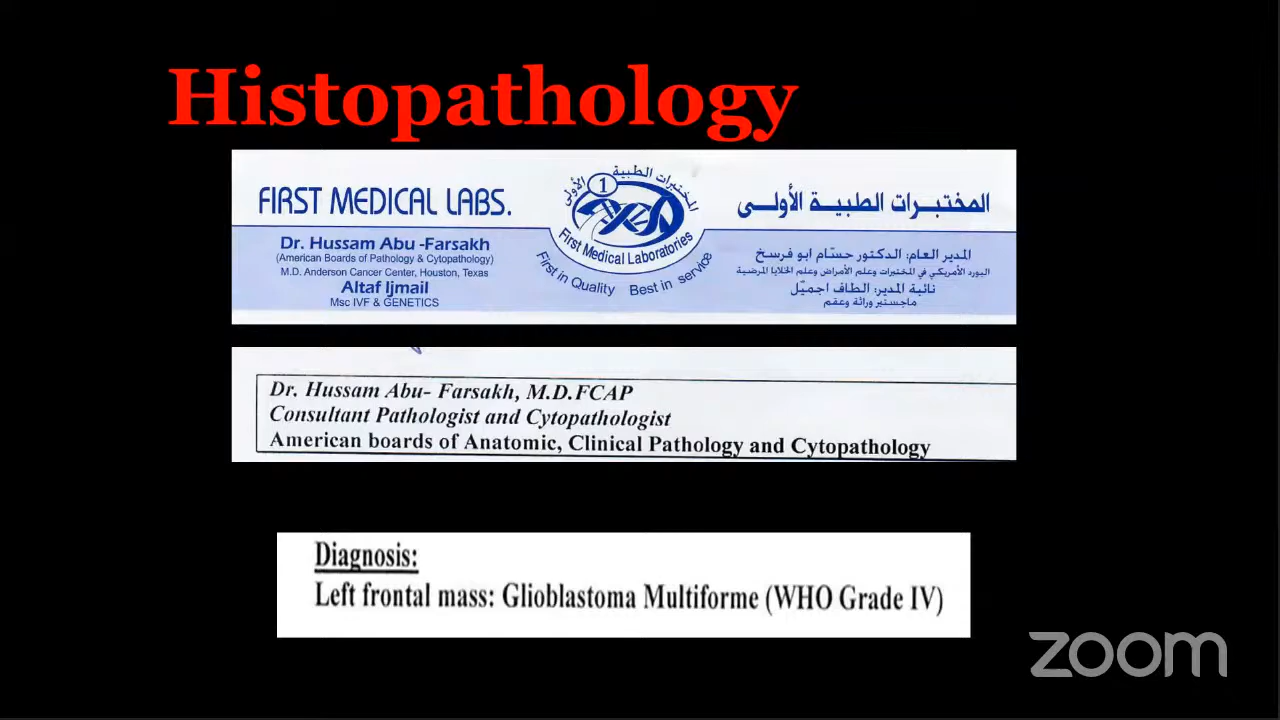 Histopathology
FIRST MEDICAL LABS.
Dr. Hussam Abu -Farsakh
(American Boards of Pathology & Cytopathology)
M.D. Anderson Cancer Center, Houston, Texas
Altaf Ijmail
Msc IVF & GENETICS
المختبرات الطبية الأولى
1
First Medical Laboratories
First in Quality Best in service
المختبرات الطبية الأولى
المدير العام: الدكتور حسّام ابو فرسخ
البورد الأمريكي في المختبرات وعلم الأمراض وعلم الخلايا المرضية
نائبة المدير: الطاف اجميّل
ماجستير وراثة وعقم
Dr. Hussam Abu- Farsakh, M.D.FCAP
Consultant Pathologist and Cytopathologist
American boards of Anatomic, Clinical Pathology and Cytopathology
Diagnosis:
Left frontal mass: Glioblastoma Multiforme (WHO Grade IV)
zoom